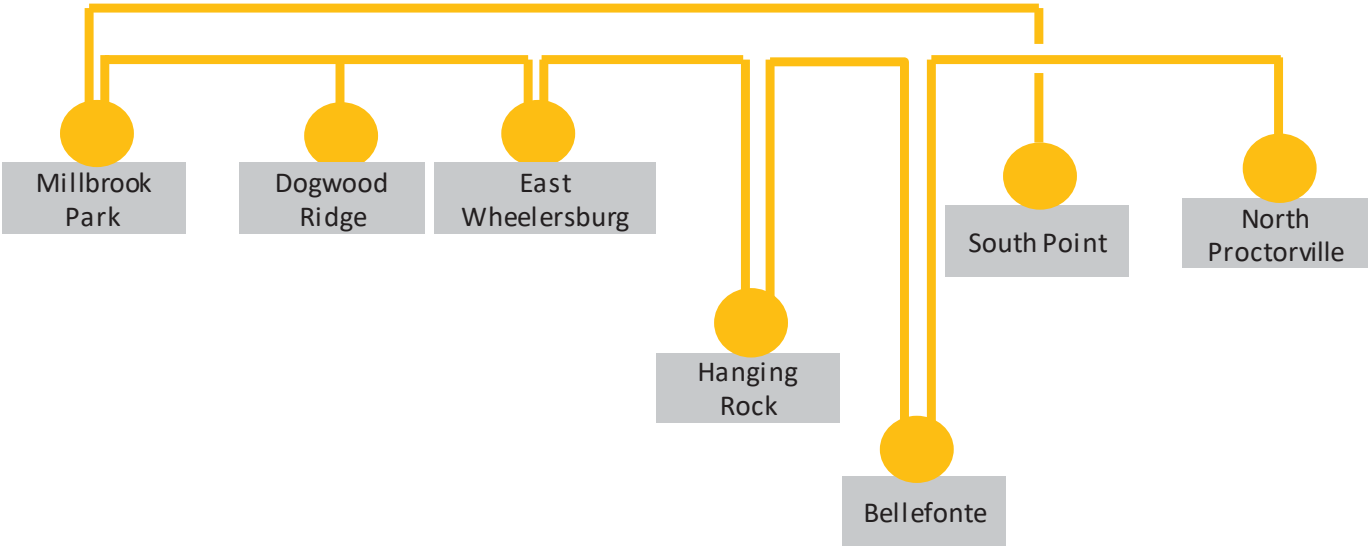 Millbrook
Park
Dogwood
Ridge
East
Wheelersburg
South Point
North
Proctorville
Hanging
Rock
Bellefonte